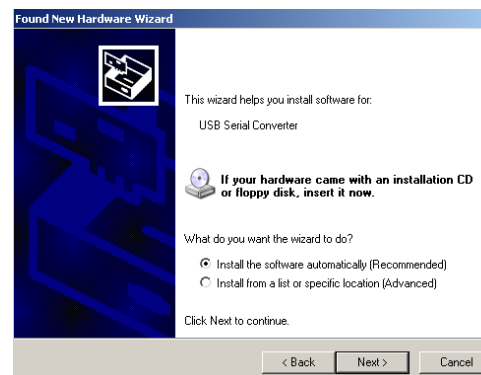 Found New Hardware Wizard
This wizard helps you install software for:
USB Serial Converter
If your hardware came with an installation CD
or floppy disk, insert it now.
What do you want the wizard to do?
Install the software automatically (Recommended)
Install from a list or specific location (Advanced)
Click Next to continue.
< Back Next > Cancel